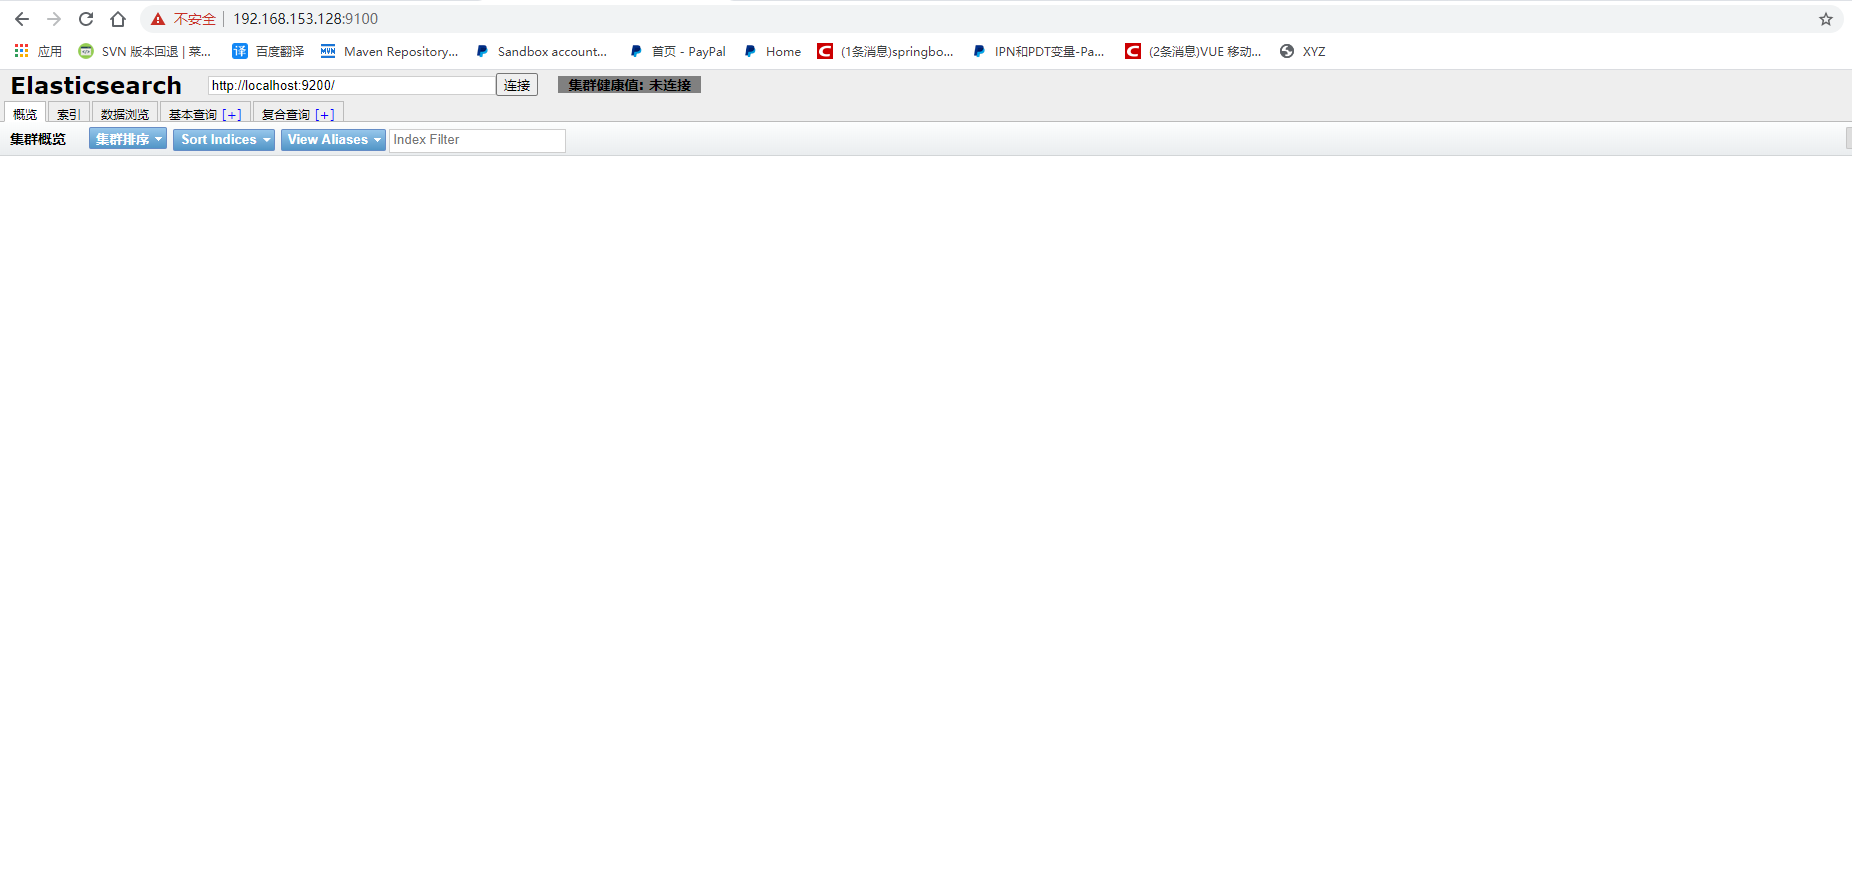 不安全 192.168.153.128:9100
应用 SVN 版本回退 | 莱... 百度翻译 Maven Repository... Sandbox account... 首页 - PayPal Home (1条消息)springbo... IPN和PDT变量-Pa... (2条消息)VUE 移动... XYZ
Elasticsearch http://localhost:9200/ 连接 集群健康值: 未连接
概览 索引 数据浏览 基本查询 [+] 复合查询 [+]
集群概览 集群排序 Sort Indices View Aliases Index Filter